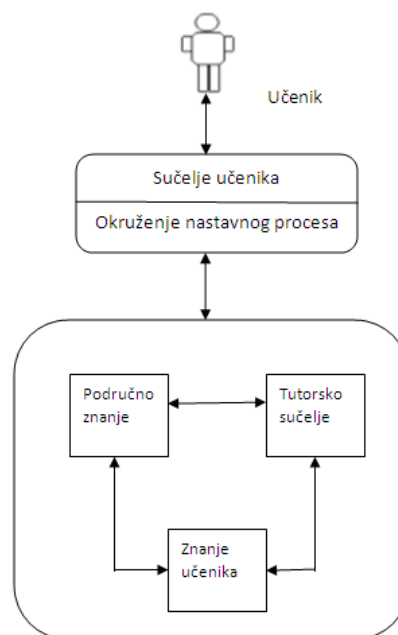 Učenik
Sučelje učenika
Okruženje nastavnog procesa
Područno
znanje
Tutorsko
sučelje
Znanje
učenika